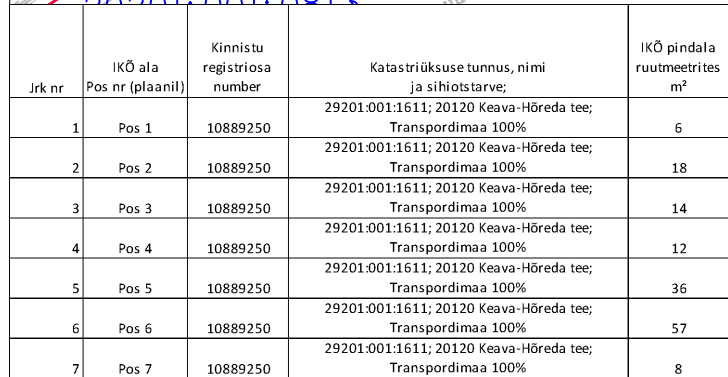 Jrk nr IKÕ ala Pos nr (plaanil) Kinnistu registriosa number Katastriüksuse tunnus, nimi ja sihiotstarve; IKÕ pindala ruutmeetrites m²
29201:001:1611; 20120 Keava-Hõreda tee;
1 Pos 1 10889250 Transpordimaa 100% 6
29201:001:1611; 20120 Keava-Hõreda tee;
2 Pos 2 10889250 Transpordimaa 100% 18
29201:001:1611; 20120 Keava-Hõreda tee;
3 Pos 3 10889250 Transpordimaa 100% 14
29201:001:1611; 20120 Keava-Hõreda tee;
4 Pos 4 10889250 Transpordimaa 100% 12
29201:001:1611; 20120 Keava-Hõreda tee;
5 Pos 5 10889250 Transpordimaa 100% 36
29201:001:1611; 20120 Keava-Hõreda tee;
6 Pos 6 10889250 Transpordimaa 100% 57
29201:001:1611; 20120 Keava-Hõreda tee;
7 Pos 7 10889250 Transpordimaa 100% 8